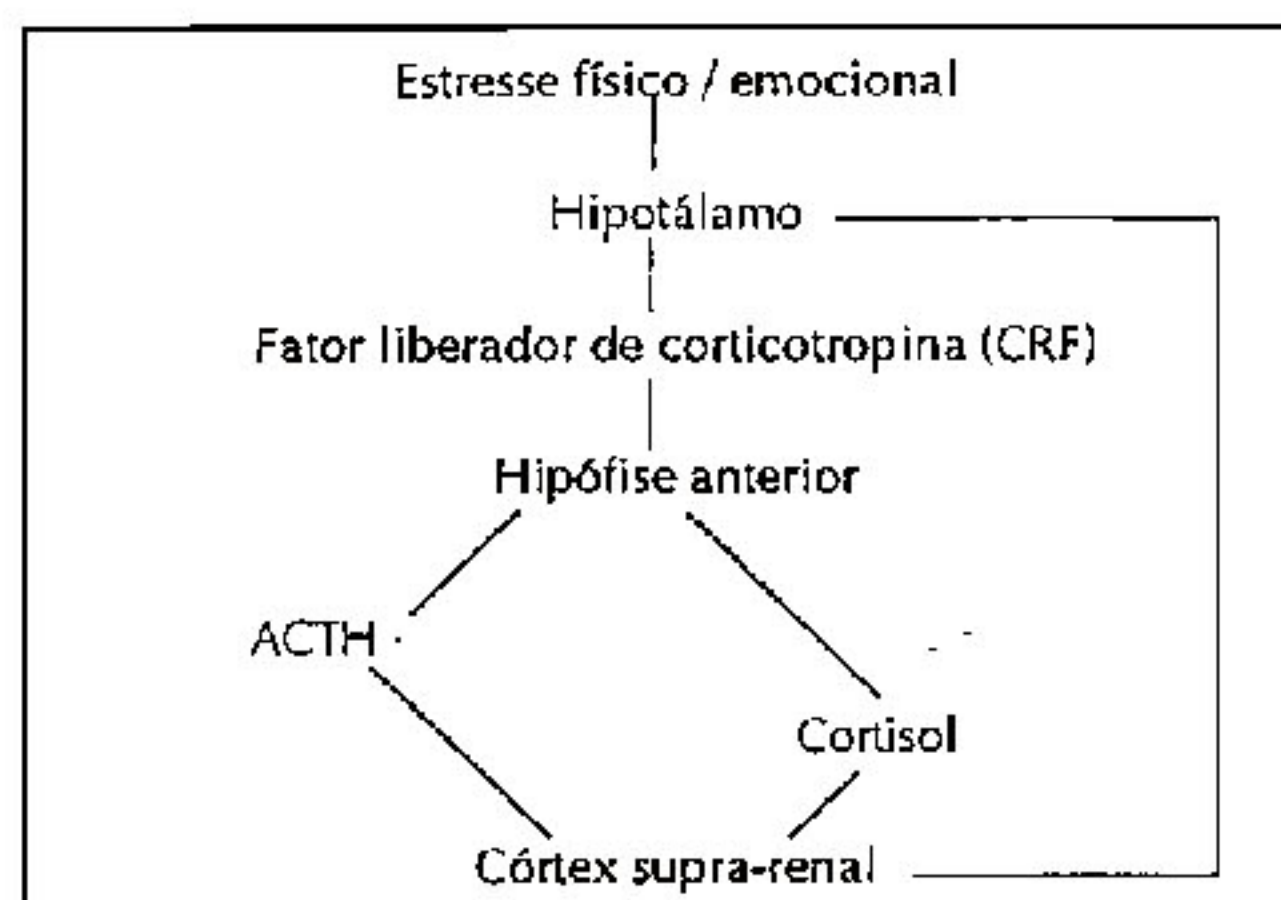 Estresse físico / emocional
Hipotálamo
Fator liberador de corticotropina (CRF)
Hipófise anterior
ACTH
Cortisol
Córtex supra-renal